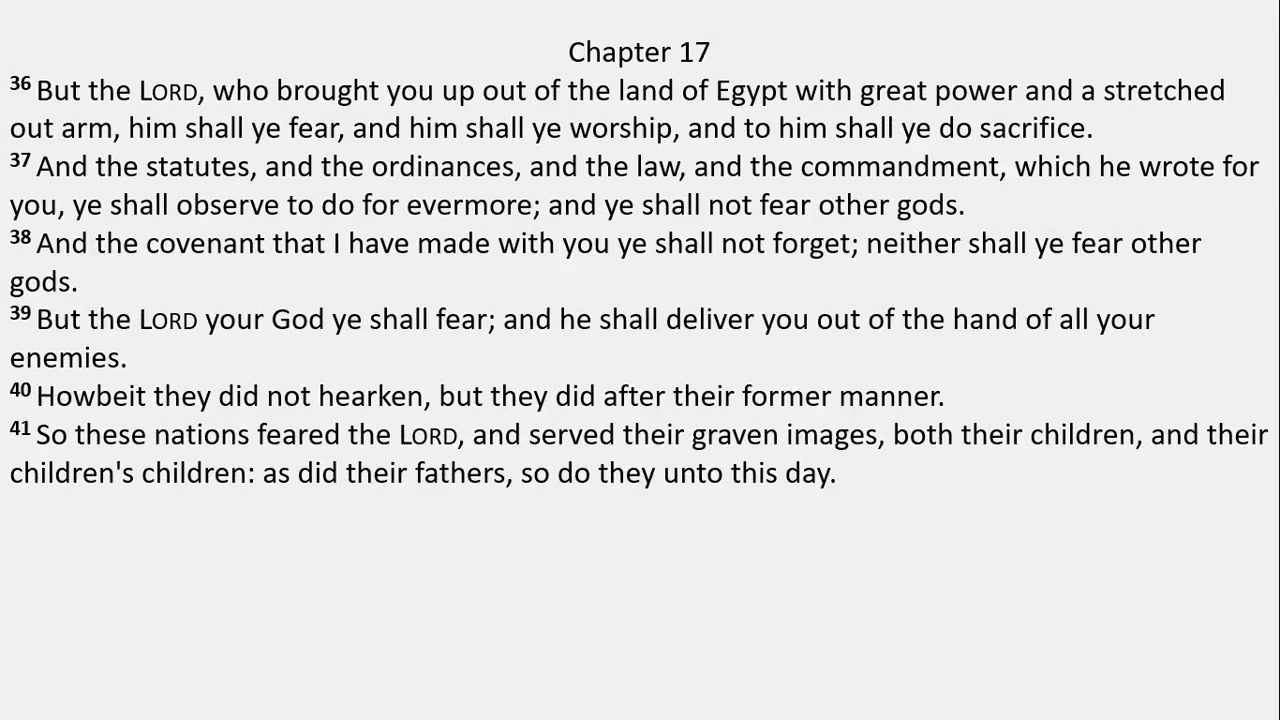 Chapter 17
36 But the LORD, who brought you up out of the land of Egypt with great power and a stretched
out arm, him shall ye fear, and him shall ye worship, and to him shall ye do sacrifice.
37 And the statutes, and the ordinances, and the law, and the commandment, which he wrote for
you, ye shall observe to do for evermore; and ye shall not fear other gods.
38 And the covenant that I have made with you ye shall not forget; neither shall ye fear other
gods.
39 But the LORD your God ye shall fear; and he shall deliver you out of the hand of all your
enemies.
40 Howbeit they did not hearken, but they did after their former manner.
41 So these nations feared the LORD, and served their graven images, both their children, and their
children's children: as did their fathers, so do they unto this day.